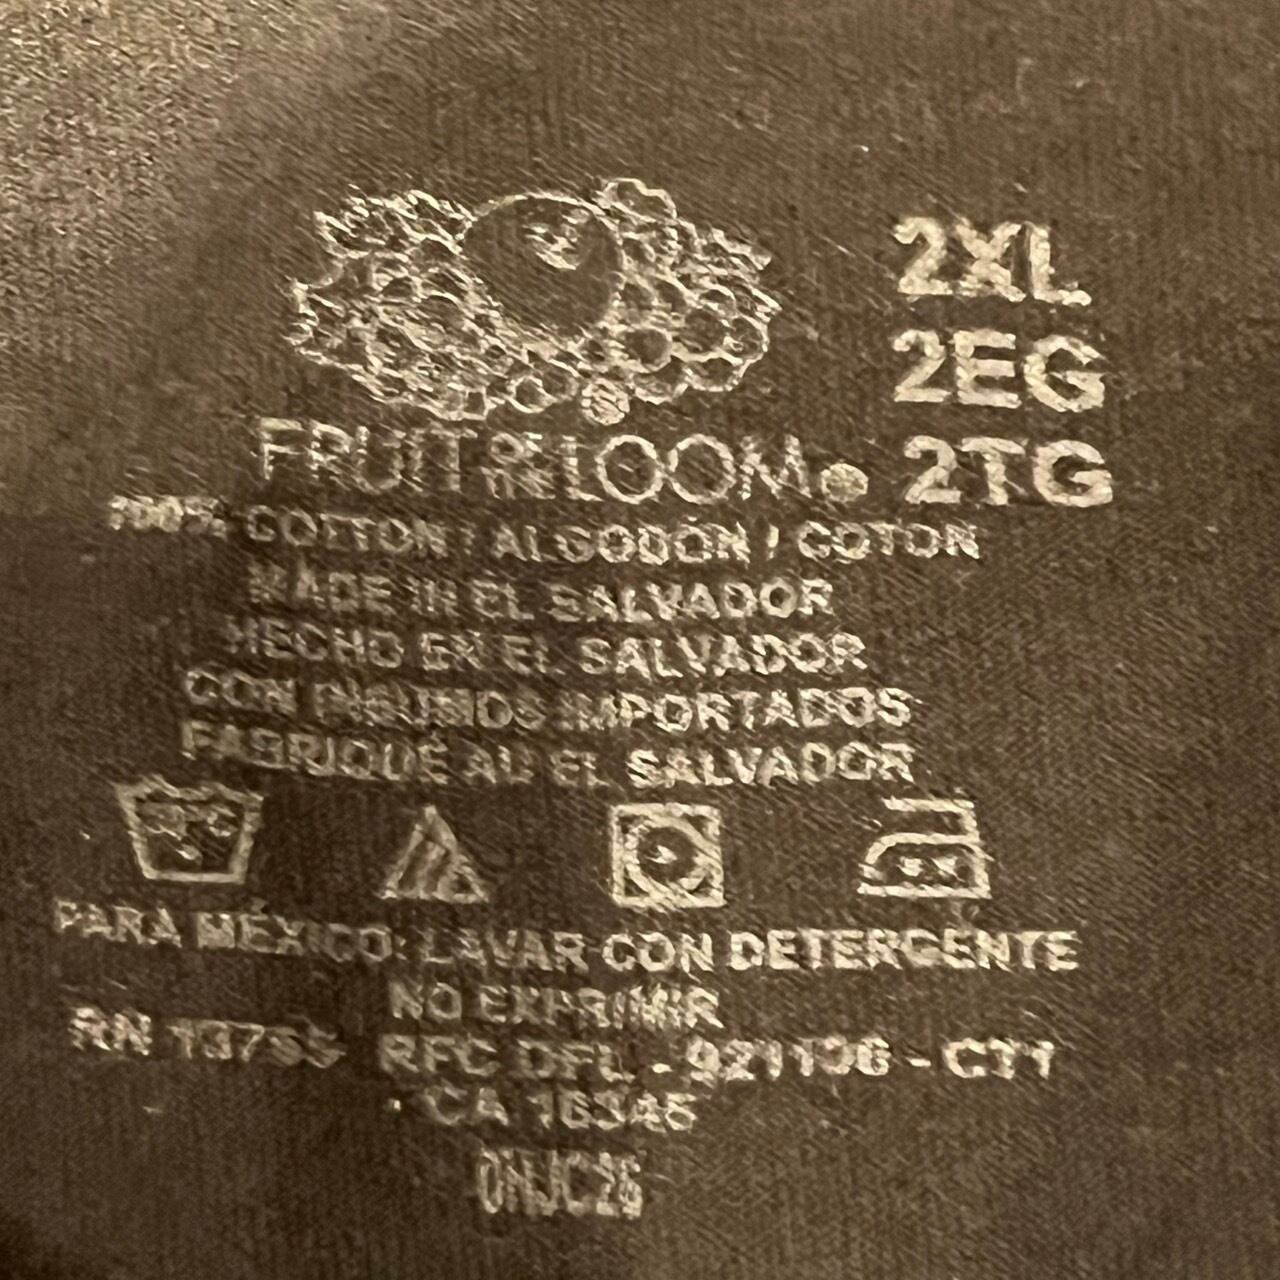 FRUIT OF THE LOOM®
2XL
2EG
2TG
100% COTTON / ALGODÓN / COTON
MADE IN EL SALVADOR
HECHO EN EL SALVADOR
CON INSUMOS IMPORTADOS
FABRIQUÉ AU EL SALVADOR
PARA MÉXICO: LAVAR CON DETERGENTE
NO EXPRIMIR
RN 13765 RFC DFL - 921106 - CT1
CA 16345
0NJC26